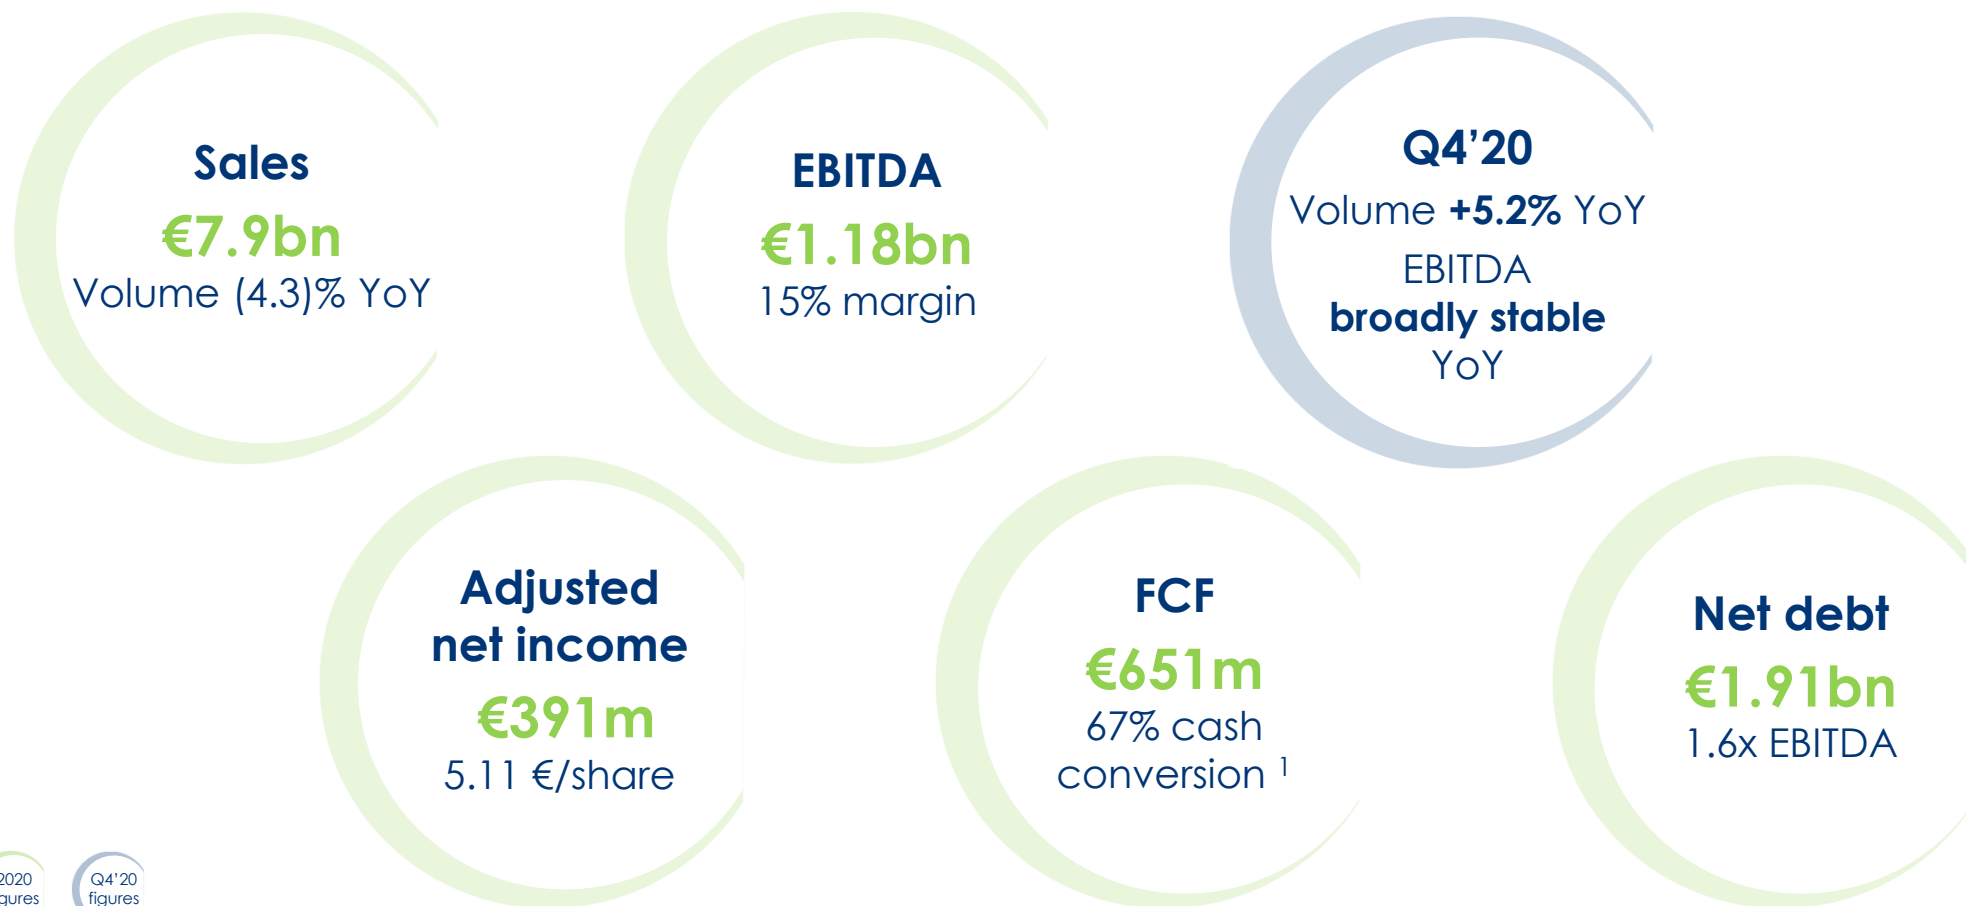 Sales
€7.9bn
Volume (4.3)% YoY
EBITDA
€1.18bn
15% margin
Q4’20
Volume +5.2% YoY
EBITDA
broadly stable
YoY
Adjusted
net income
€391m
5.11 €/share
FCF
€651m
67% cash
conversion 1
Net debt
€1.91bn
1.6x EBITDA
2020
gures
Q4’20
figures